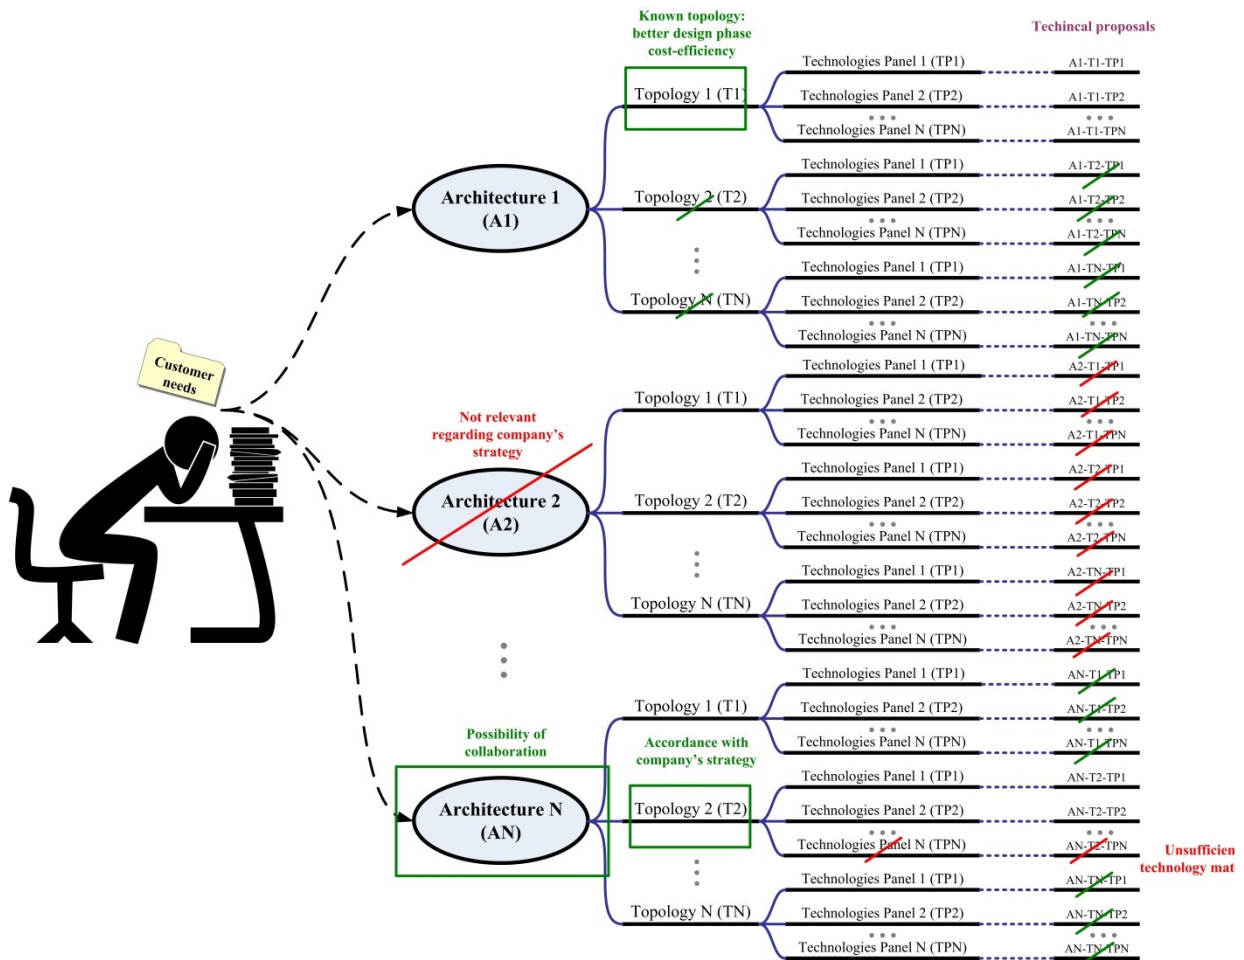 Known topology:
better design phase
cost-efficiency
Techincal proposals
Technologies Panel 1 (TP1)
A1-T1-TP1
Topology 1 (T1)
Technologies Panel 2 (TP2)
A1-T1-TP2
Technologies Panel N (TPN)
A1-T1-TPN
Architecture 1
(A1)
Technologies Panel 1 (TP1)
A1-T2-TP1
Topology 2 (T2)
Technologies Panel 2 (TP2)
A1-T2-TP2
Technologies Panel N (TPN)
A1-T2-TPN
Technologies Panel 1 (TP1)
A1-TN-TP1
Topology N (TN)
Technologies Panel 2 (TP2)
A1-TN-TP2
Technologies Panel N (TPN)
A1-TN-TPN
Customer
needs
Not relevant
regarding company's
strategy
Architecture 2
(A2)
Technologies Panel 1 (TP1)
A2-T1-TP1
Topology 1 (T1)
Technologies Panel 2 (TP2)
A2-T1-TP2
Technologies Panel N (TPN)
A2-T1-TPN
Technologies Panel 1 (TP1)
A2-T2-TP1
Topology 2 (T2)
Technologies Panel 2 (TP2)
A2-T2-TP2
Technologies Panel N (TPN)
A2-T2-TPN
Technologies Panel 1 (TP1)
A2-TN-TP1
Topology N (TN)
Technologies Panel 2 (TP2)
A2-TN-TP2
Technologies Panel N (TPN)
A2-TN-TPN
Possibility of
collaboration
Architecture N
(AN)
Technologies Panel 1 (TP1)
AN-T1-TP1
Topology 1 (T1)
Technologies Panel 2 (TP2)
AN-T1-TP2
Technologies Panel N (TPN)
AN-T1-TPN
Accordance with
company's strategy
Technologies Panel 1 (TP1)
AN-T2-TP1
Topology 2 (T2)
Technologies Panel 2 (TP2)
AN-T2-TP2
Technologies Panel N (TPN)
AN-T2-TPN
Unsufficien
technology mat
Technologies Panel 1 (TP1)
AN-TN-TP1
Topology N (TN)
Technologies Panel 2 (TP2)
AN-TN-TP2
Technologies Panel N (TPN)
AN-TN-TPN